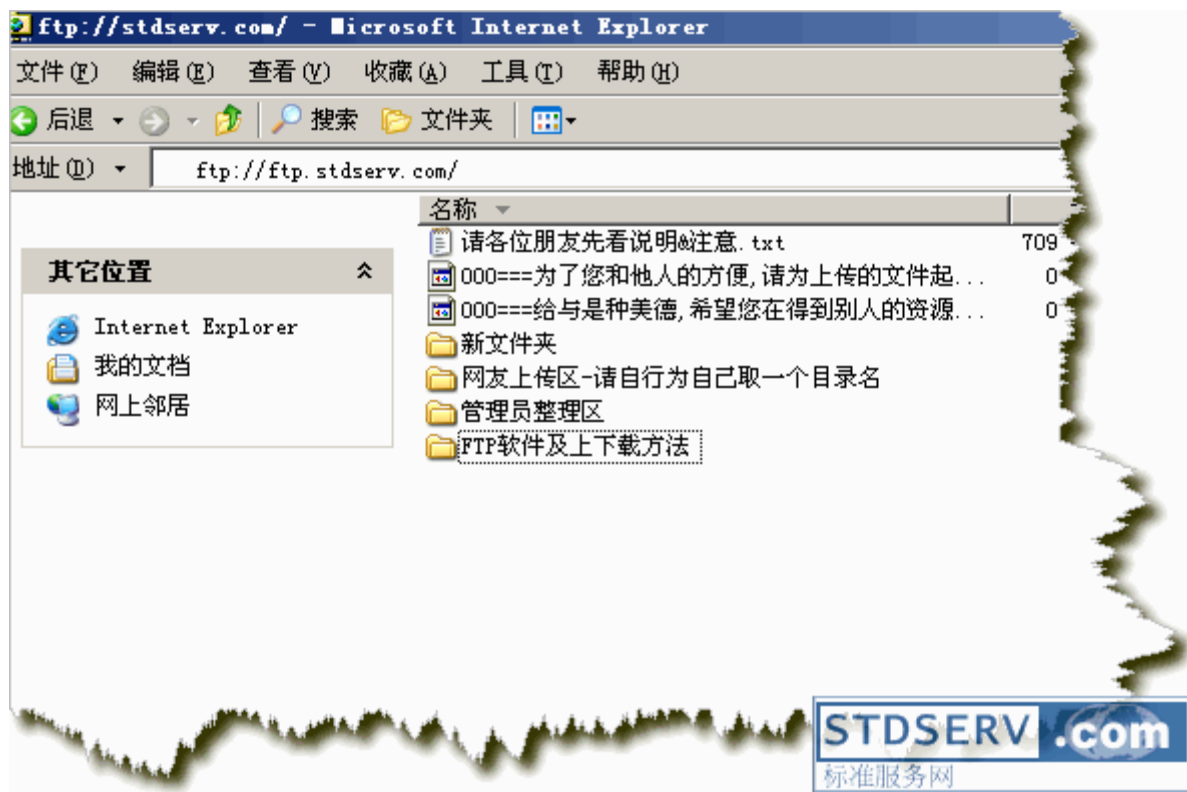 ftp://stdserv.com/ - Microsoft Internet Explorer
文件(F) 编辑(E) 查看(V) 收藏(A) 工具(T) 帮助(H)
后退 搜索 文件夹
地址(D) ftp://ftp.stdserv.com/
名称
其它位置
Internet Explorer
我的文档
网上邻居
请各位朋友先看说明&注意.txt 709
000===为了您和他人的方便,请为上传的文件起... 0
000===给与是种美德,希望您在得到别人的资源... 0
新文件夹
网友上传区-请自行为自己取一个目录名
管理员整理区
FTP软件及上下载方法
STDSERV .com
标准服务网